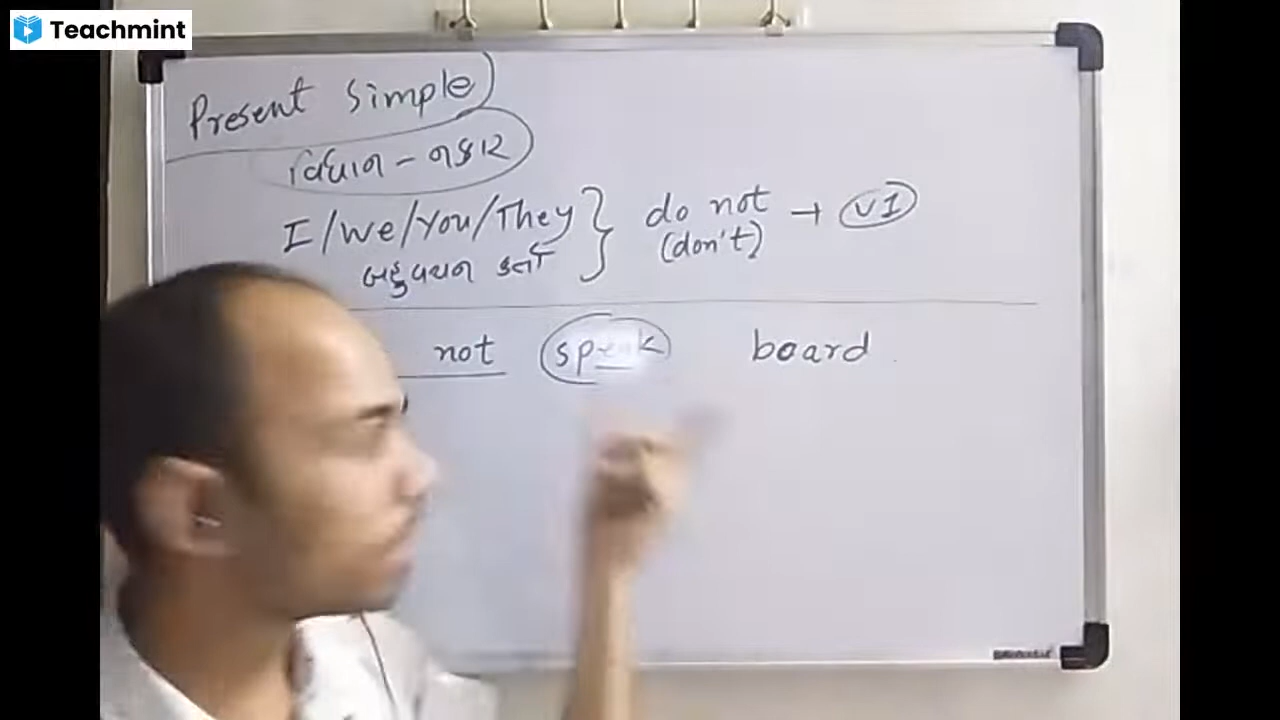 Teachmint
Present Simple
વિધાન - નકાર
I/We/You/They } do not → V1
બહુવચન કર્તા (don't)
not speak board